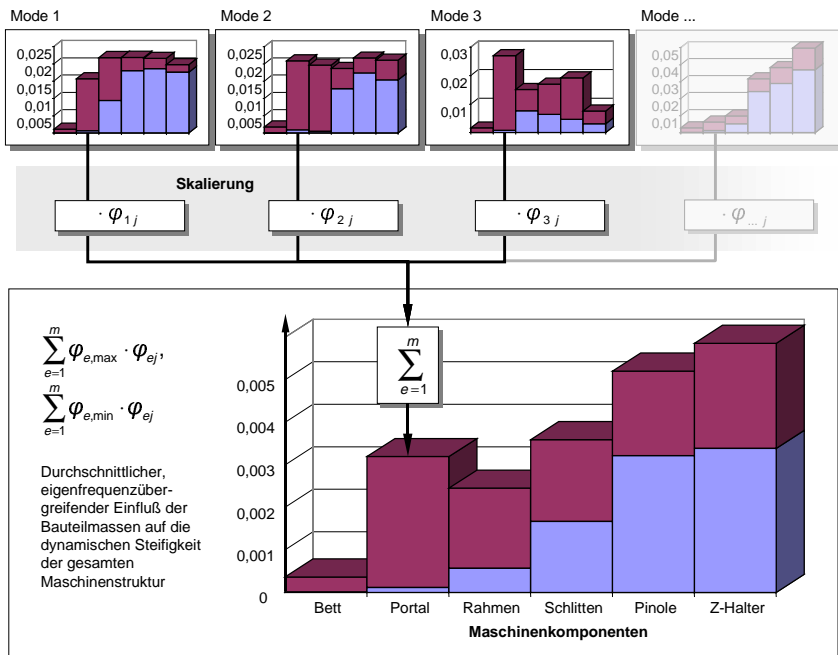 Mode 1
Mode 2
Mode 3
Mode ...
0,025
0,02
0,015
0,01
0,005
0,025
0,02
0,015
0,01
0,005
0,03
0,02
0,01
0,05
0,04
0,03
0,02
0,01
Skalierung
· φ1 j
· φ2 j
· φ3 j
· φ... j
m
∑ φe,max · φej,
e=1
m
∑ φe,min · φej
e=1
Durchschnittlicher,
eigenfrequenzüber-
greifender Einfluß der
Bauteilmassen auf die
dynamischen Steifigkeit
der gesamten
Maschinenstruktur
m
∑
e=1
0,005
0,004
0,003
0,002
0,001
0
Bett
Portal
Rahmen
Schlitten
Pinole
Z-Halter
Maschinenkomponenten